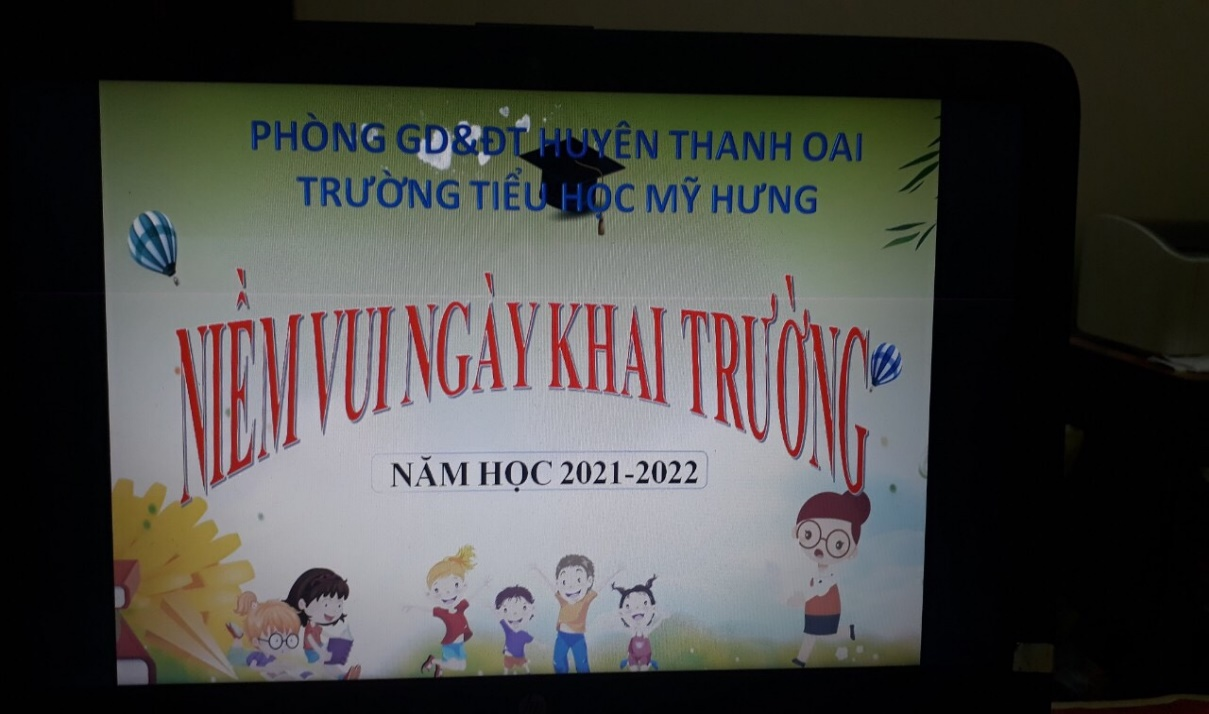 PHÒNG GD&ĐT HUYÊN THANH OAI
TRƯỜNG TIỂU HỌC MỸ HƯNG
NIỀM VUI NGÀY KHAI TRƯỜNG
NĂM HỌC 2021-2022